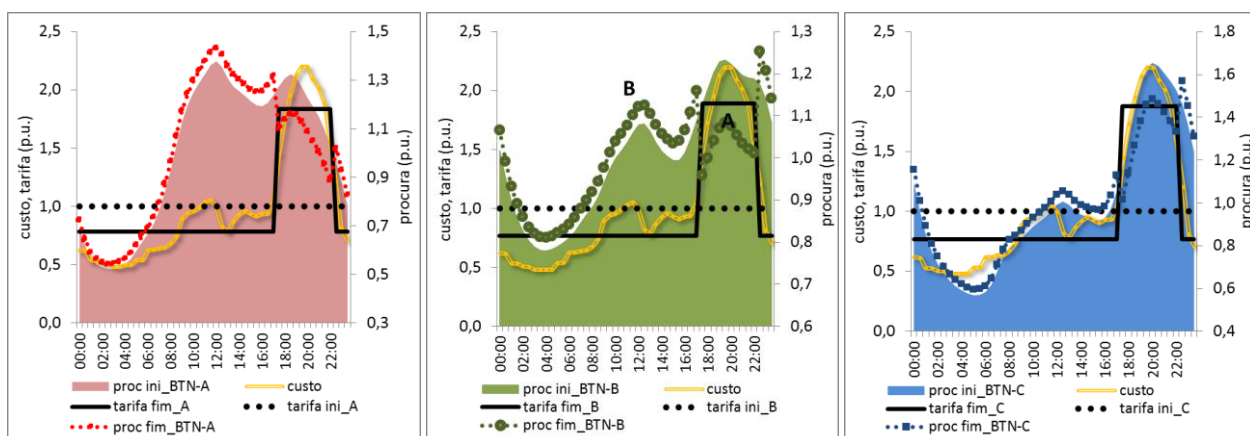 2,5
2,0
1,5
1,0
0,5
0,0
custo, tarifa (p.u.)
1,5
1,3
1,1
0,9
0,7
0,5
0,3
procura (p.u.)
00:00 02:00 04:00 06:00 08:00 10:00 12:00 14:00 16:00 18:00 20:00 22:00
proc ini_BTN-A custo
tarifa fim_A tarifa ini_A
proc fim_BTN-A
2,5
2,0
1,5
1,0
0,5
0,0
custo, tarifa (p.u.)
B
A
1,3
1,2
1,1
1,0
0,9
0,8
0,7
0,6
procura (p.u.)
00:00 02:00 04:00 06:00 08:00 10:00 12:00 14:00 16:00 18:00 20:00 22:00
proc ini_BTN-B custo
tarifa fim_B tarifa ini_B
proc fim_BTN-B
2,5
2,0
1,5
1,0
0,5
0,0
custo, tarifa (p.u.)
1,8
1,6
1,4
1,2
1,0
0,8
0,6
0,4
procura (p.u.)
00:00 02:00 04:00 06:00 08:00 10:00 12:00 14:00 16:00 18:00 20:00 22:00
proc ini_BTN-C custo
tarifa fim_C tarifa ini_C
proc fim_BTN-C